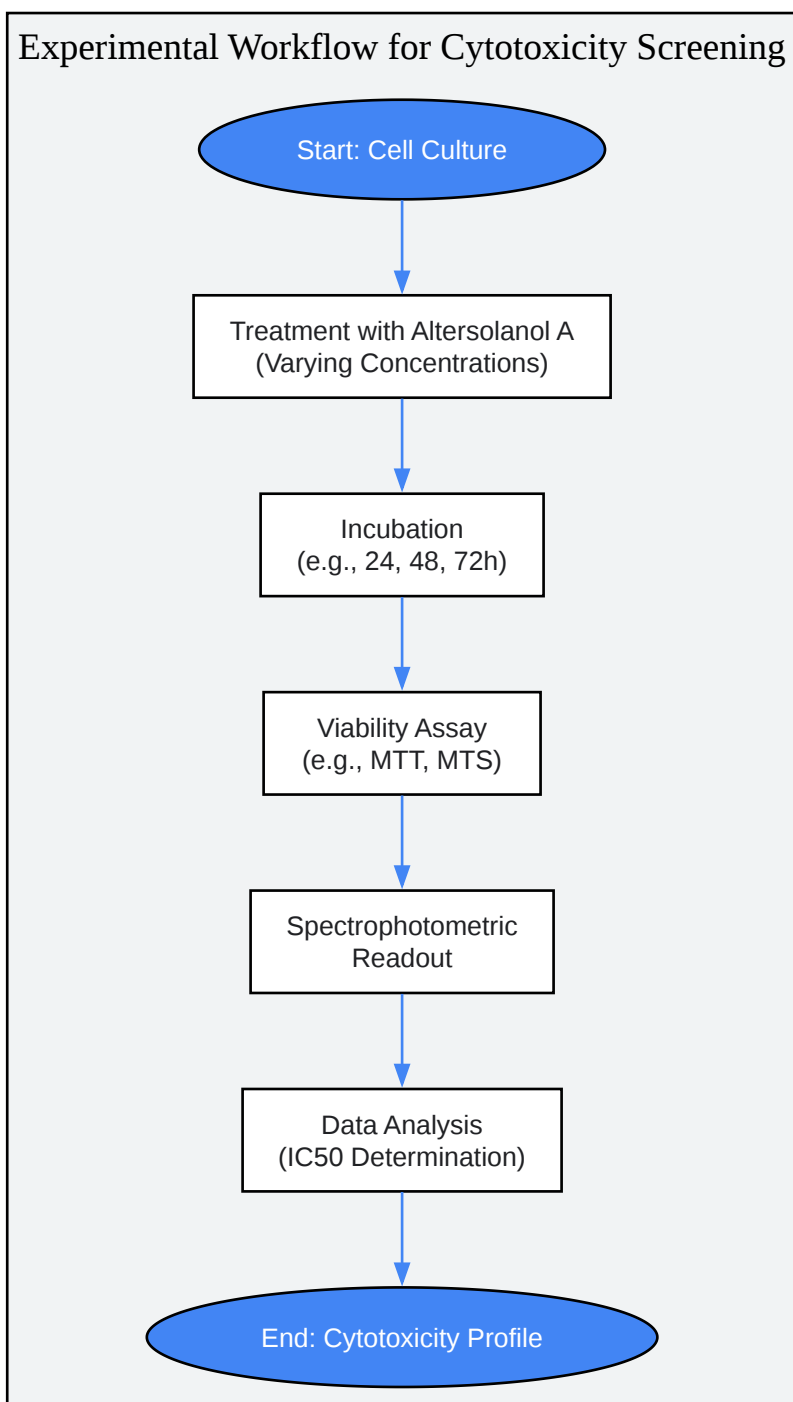 Experimental Workflow for Cytotoxicity Screening
Start: Cell Culture
Treatment with Altersolanol A
(Varying Concentrations)
Incubation
(e.g., 24, 48, 72h)
Viability Assay
(e.g., MTT, MTS)
Spectrophotometric
Readout
Data Analysis
(IC50 Determination)
End: Cytotoxicity Profile